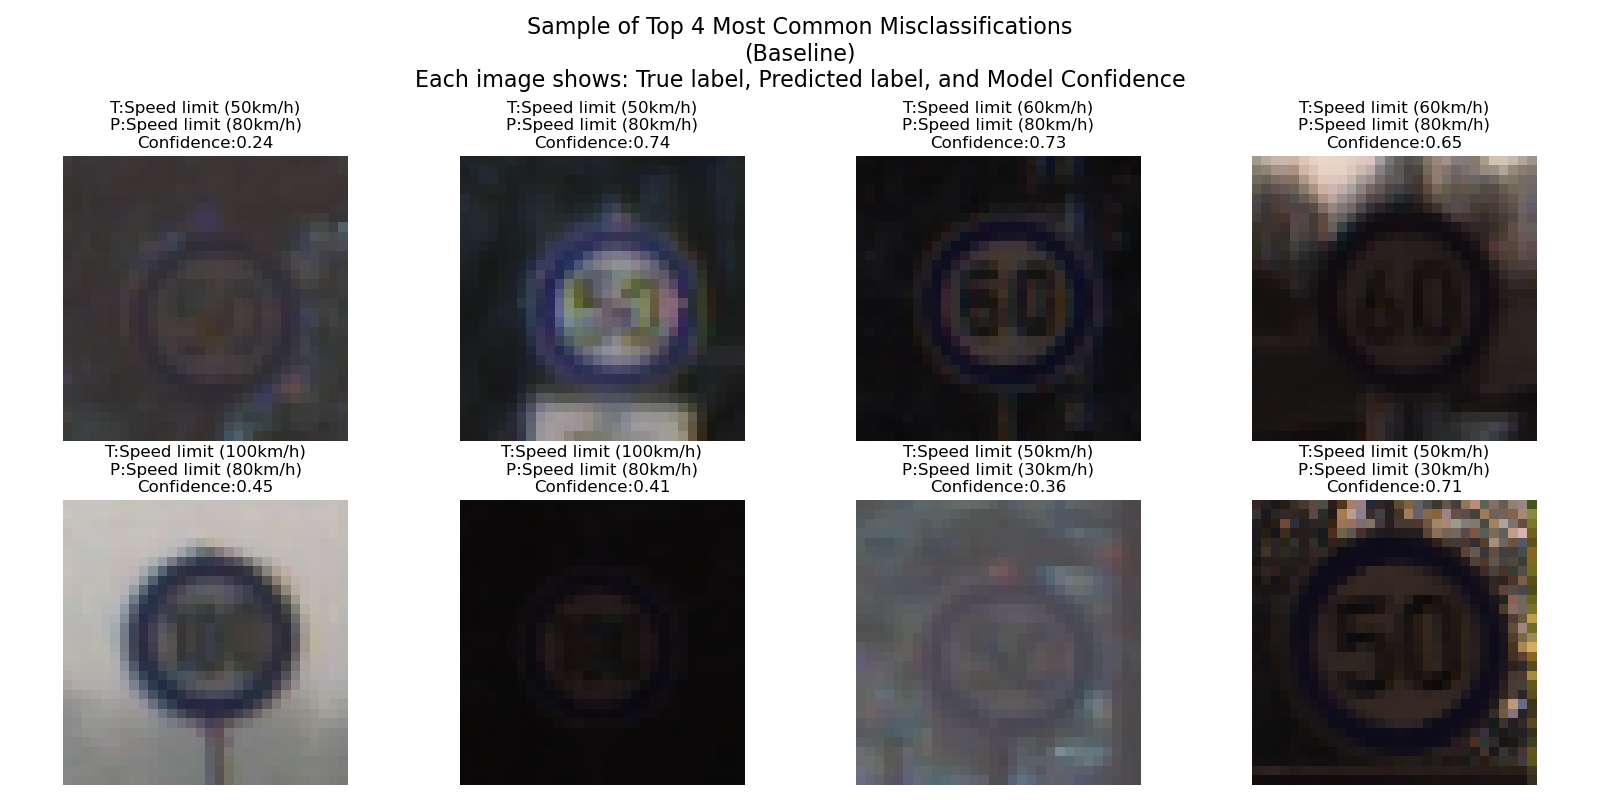 Sample of Top 4 Most Common Misclassifications
(Baseline)
Each image shows: True label, Predicted label, and Model Confidence
T:Speed limit (50km/h)
P:Speed limit (80km/h)
Confidence:0.24
T:Speed limit (50km/h)
P:Speed limit (80km/h)
Confidence:0.74
50
T:Speed limit (60km/h)
P:Speed limit (80km/h)
Confidence:0.73
60
T:Speed limit (60km/h)
P:Speed limit (80km/h)
Confidence:0.65
60
T:Speed limit (100km/h)
P:Speed limit (80km/h)
Confidence:0.45
T:Speed limit (100km/h)
P:Speed limit (80km/h)
Confidence:0.41
T:Speed limit (50km/h)
P:Speed limit (30km/h)
Confidence:0.36
T:Speed limit (50km/h)
P:Speed limit (30km/h)
Confidence:0.71
50